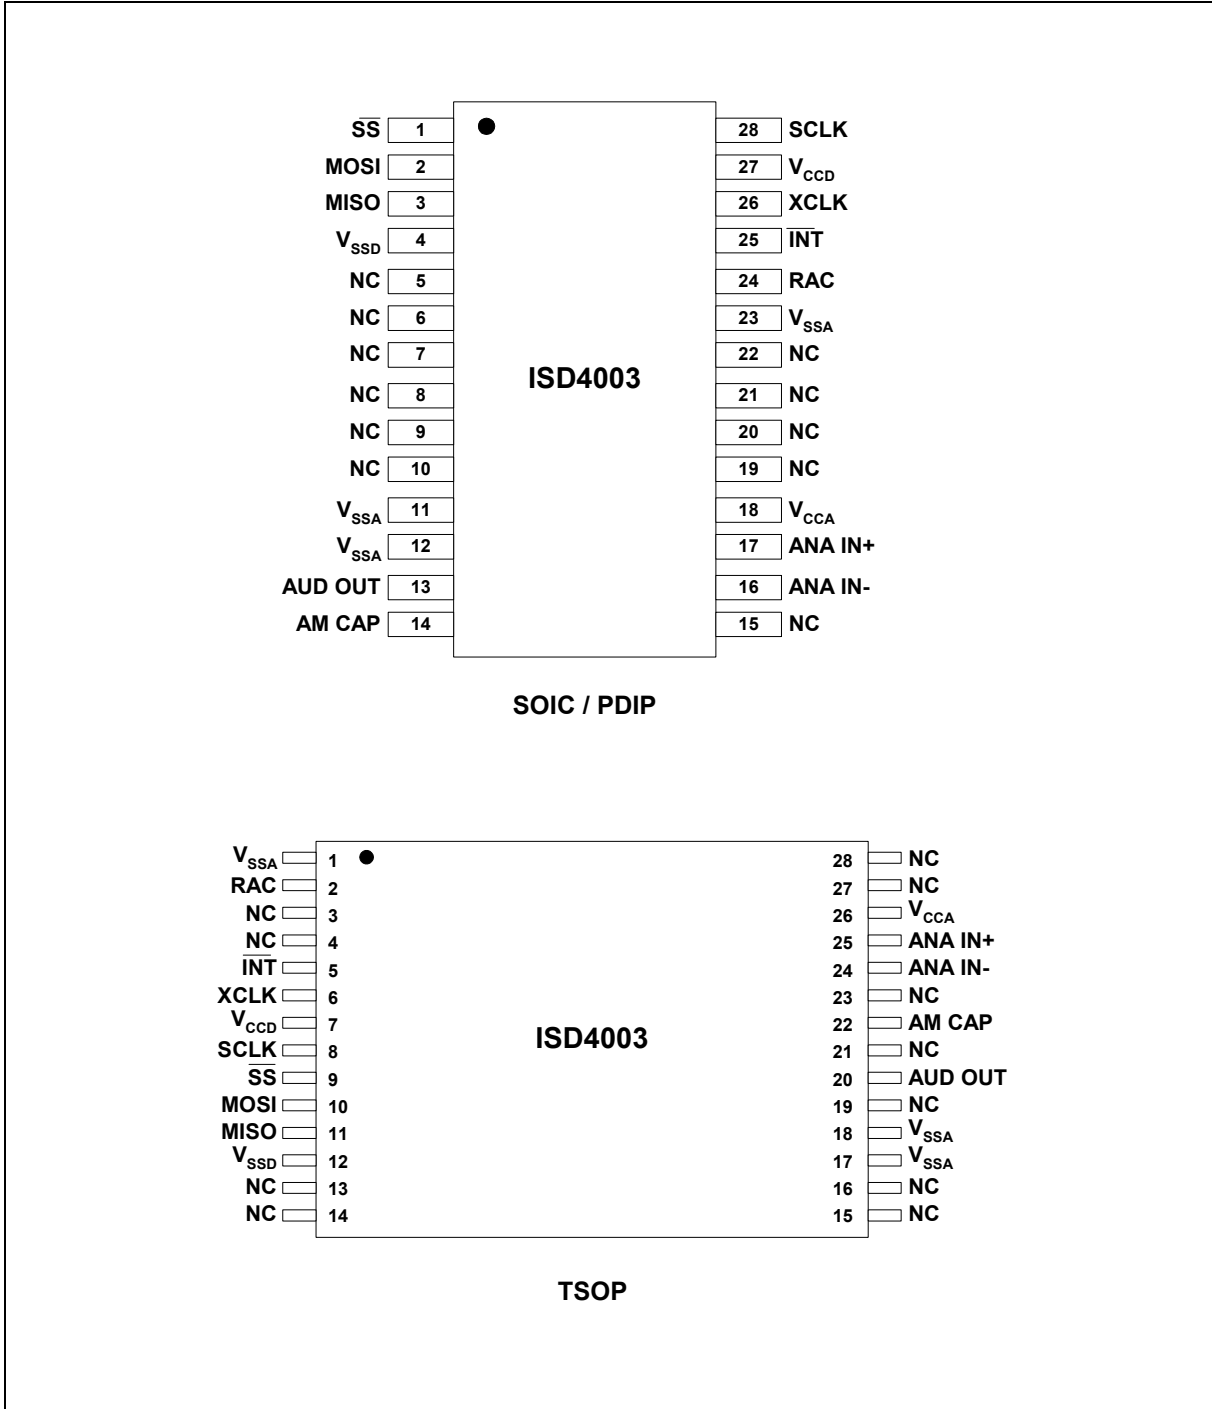 S̅S̅ 1 28 SCLK
MOSI 2 27 VCCD
MISO 3 26 XCLK
VSSD 4 25 I̅N̅T̅
NC 5 24 RAC
NC 6 23 VSSA
NC 7 22 NC
ISD4003
NC 8 21 NC
NC 9 20 NC
NC 10 19 NC
VSSA 11 18 VCCA
VSSA 12 17 ANA IN+
AUD OUT 13 16 ANA IN-
AM CAP 14 15 NC
SOIC / PDIP
VSSA 1 28 NC
RAC 2 27 NC
NC 3 26 VCCA
NC 4 25 ANA IN+
I̅N̅T̅ 5 24 ANA IN-
XCLK 6 23 NC
VCCD 7 22 AM CAP
ISD4003
SCLK 8 21 NC
S̅S̅ 9 20 AUD OUT
MOSI 10 19 NC
MISO 11 18 VSSA
VSSD 12 17 VSSA
NC 13 16 NC
NC 14 15 NC
TSOP